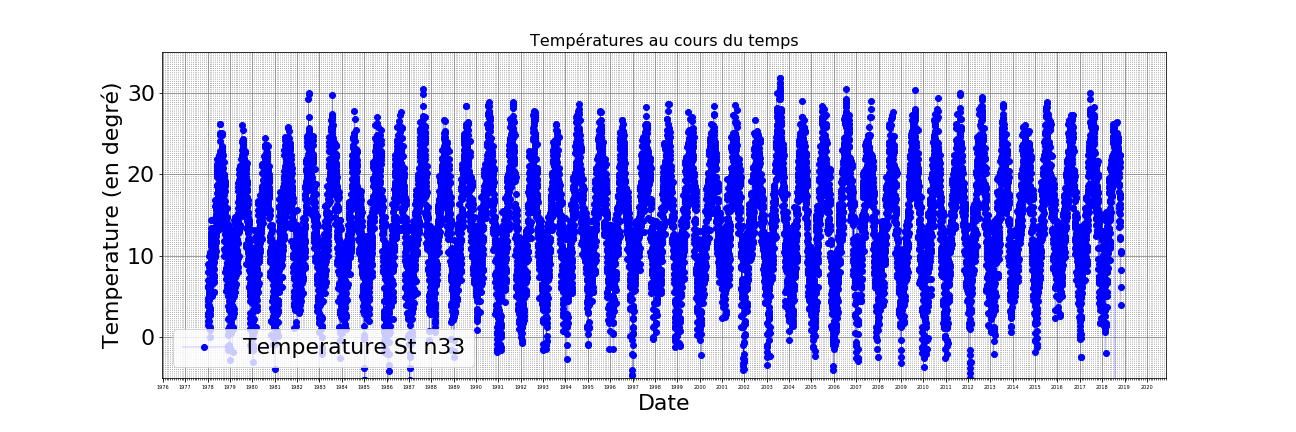 Températures au cours du temps
Temperature (en degré)
30
20
10
0
Temperature St n33
1976 1977 1978 1979 1980 1981 1982 1983 1984 1985 1986 1987 1988 1989 1990 1991 1992 1993 1994 1995 1996 1997 1998 1999 2000 2001 2002 2003 2004 2005 2006 2007 2008 2009 2010 2011 2012 2013 2014 2015 2016 2017 2018 2019 2020
Date